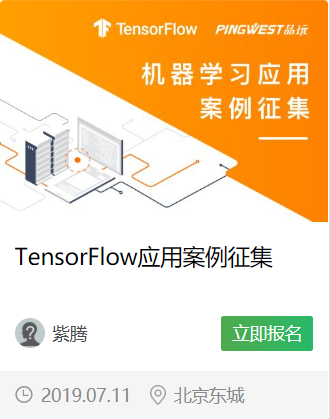 TensorFlow PINGWEST品玩
机器学习应用
案例征集
TensorFlow应用案例征集
紫腾
立即报名
2019.07.11 北京东城